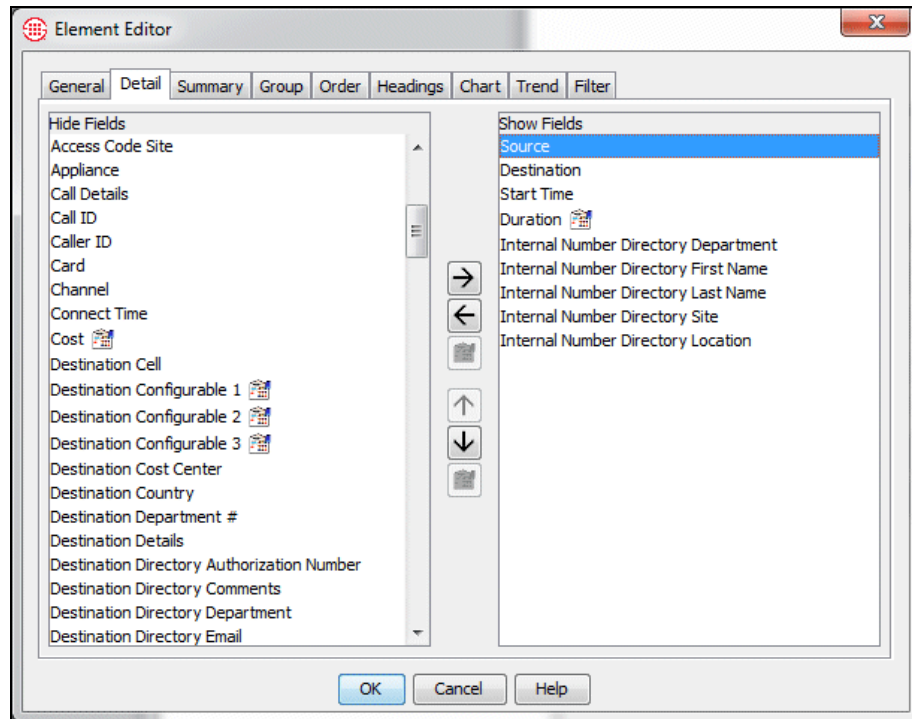 Element Editor
General Detail Summary Group Order Headings Chart Trend Filter
Hide Fields
Access Code Site
Appliance
Call Details
Call ID
Caller ID
Card
Channel
Connect Time
Cost
Destination Cell
Destination Configurable 1
Destination Configurable 2
Destination Configurable 3
Destination Cost Center
Destination Country
Destination Department #
Destination Details
Destination Directory Authorization Number
Destination Directory Comments
Destination Directory Department
Destination Directory Email
Show Fields
Source
Destination
Start Time
Duration
Internal Number Directory Department
Internal Number Directory First Name
Internal Number Directory Last Name
Internal Number Directory Site
Internal Number Directory Location
OK Cancel Help